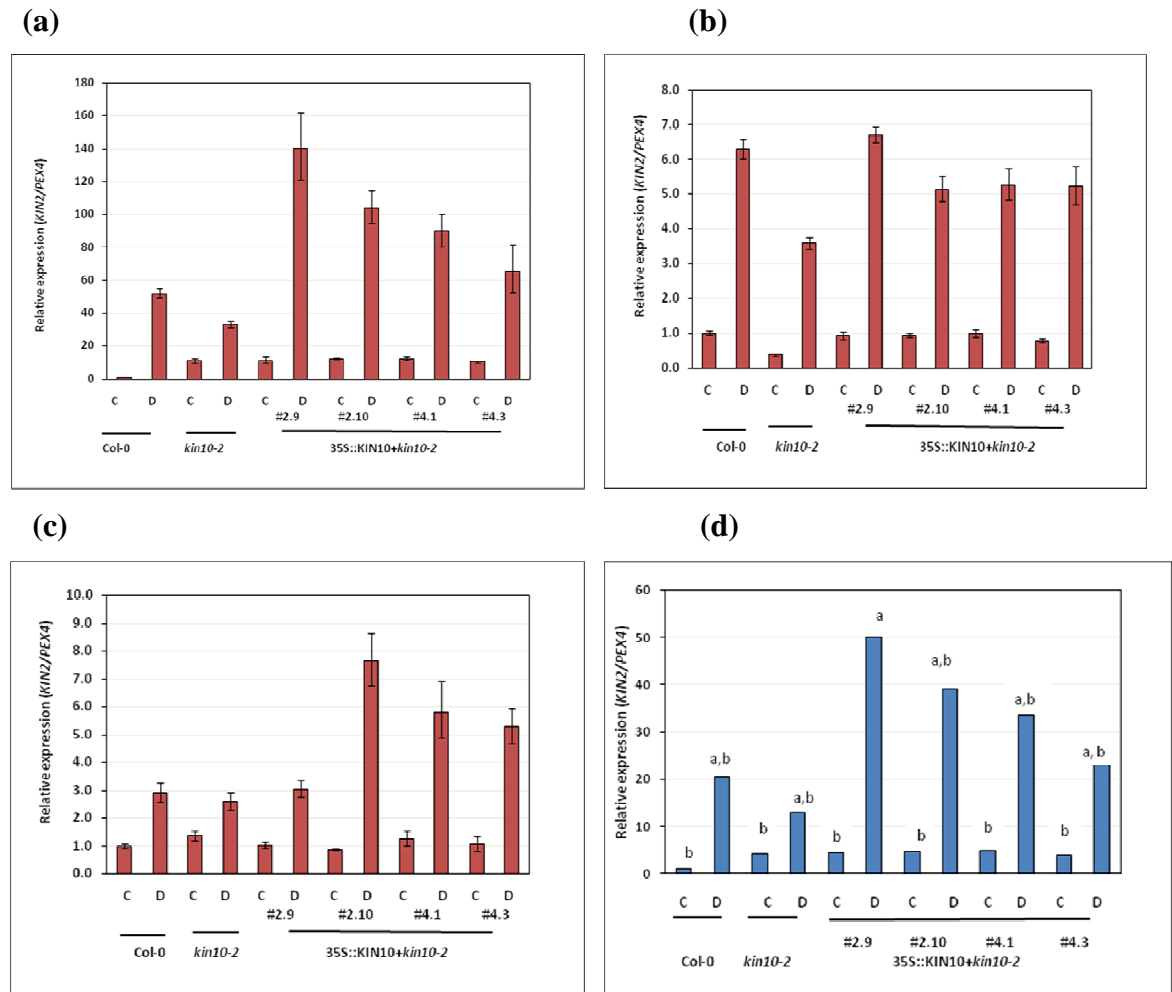 (a)
Relative expression (KIN2/PEX4)
180
160
140
120
100
80
60
40
20
0
C D C D C D C D C D C D
#2.9 #2.10 #4.1 #4.3
Col-0 kin10-2 35S::KIN10+kin10-2
(b)
Relative expression (KIN2/PEX4)
8.0
7.0
6.0
5.0
4.0
3.0
2.0
1.0
0.0
C D C D C D C D C D C D
#2.9 #2.10 #4.1 #4.3
Col-0 kin10-2 35S::KIN10+kin10-2
(c)
Relative expression (KIN2/PEX4)
10.0
9.0
8.0
7.0
6.0
5.0
4.0
3.0
2.0
1.0
0.0
C D C D C D C D C D C D
#2.9 #2.10 #4.1 #4.3
Col-0 kin10-2 35S::KIN10+kin10-2
(d)
Relative expression (KIN2/PEX4)
60
50
40
30
20
10
0
b a,b b a,b b a b a,b b a,b b a,b
C D C D C D C D C D C D
#2.9 #2.10 #4.1 #4.3
Col-0 kin10-2 35S::KIN10+kin10-2